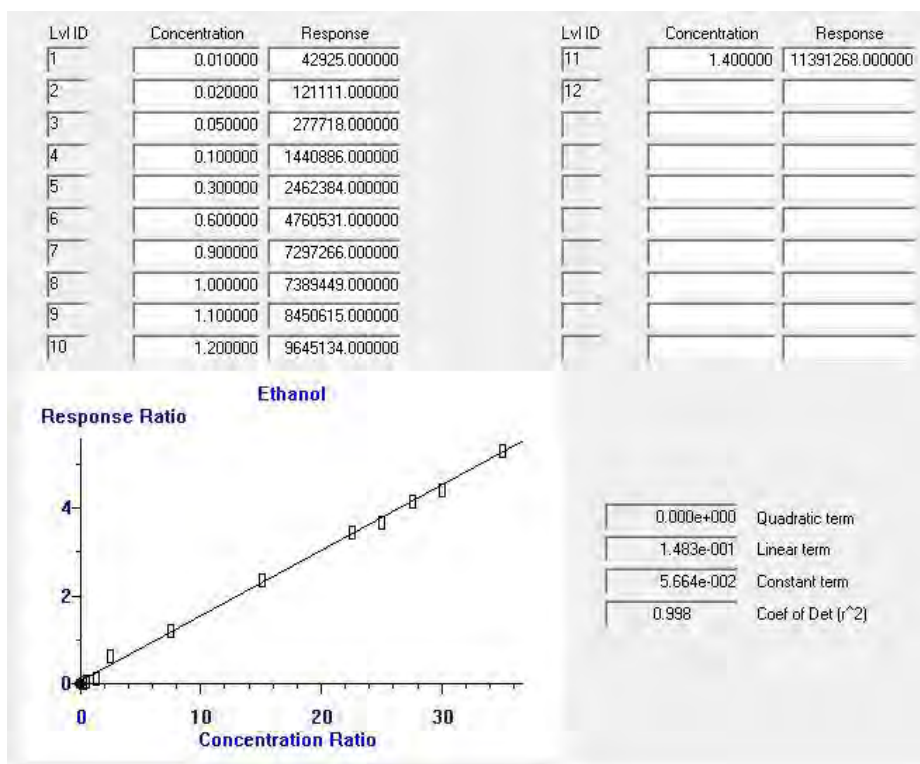 Lvl ID Concentration Response Lvl ID Concentration Response
1 0.010000 42925.000000 11 1.400000 11391268.000000
2 0.020000 121111.000000 12
3 0.050000 277718.000000
4 0.100000 1440886.000000
5 0.300000 2462384.000000
6 0.600000 4760531.000000
7 0.900000 7297266.000000
8 1.000000 7389449.000000
9 1.100000 8450615.000000
10 1.200000 9645134.000000
Ethanol
Response Ratio
4
0.000e+000 Quadratic term
1.483e-001 Linear term
5.664e-002 Constant term
2
0.998 Coef of Det (r^2)
0
0 10 20 30
Concentration Ratio